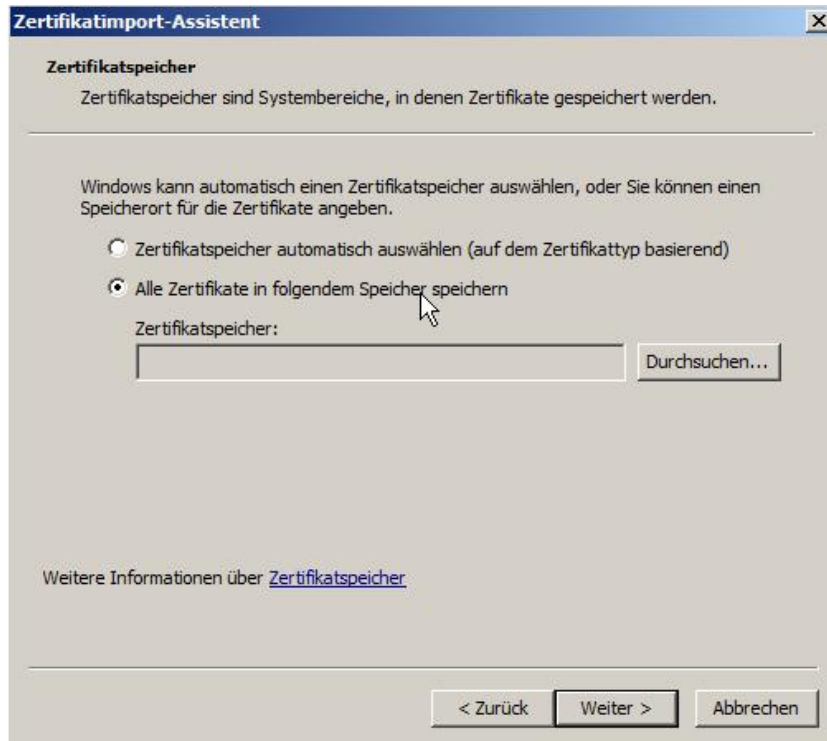 Zertifikatimport-Assistent
Zertifikatspeicher
Zertifikatspeicher sind Systembereiche, in denen Zertifikate gespeichert werden.
Windows kann automatisch einen Zertifikatspeicher auswählen, oder Sie können einen
Speicherort für die Zertifikate angeben.
Zertifikatspeicher automatisch auswählen (auf dem Zertifikattyp basierend)
Alle Zertifikate in folgendem Speicher speichern
Zertifikatspeicher:
Durchsuchen...
Weitere Informationen über Zertifikatspeicher
< Zurück Weiter > Abbrechen